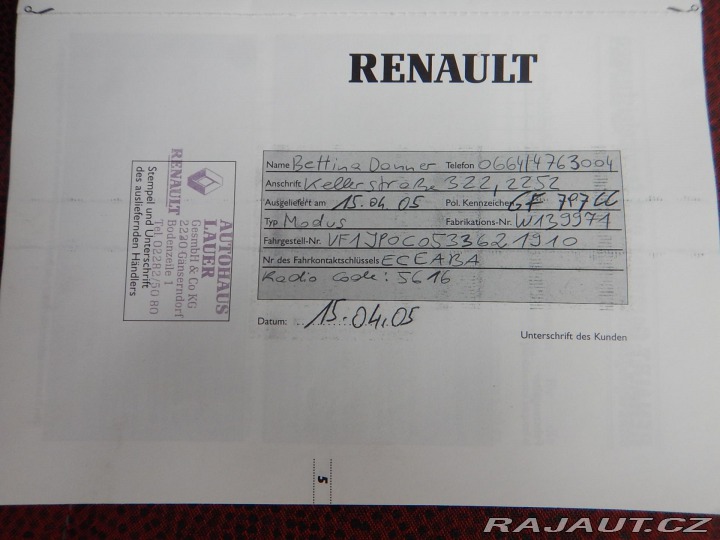 RENAULT
Name Bettina Donner Telefon 0664/4763004
Anschrift Kellerstraße 322, 2252
Ausgeliefert am 15.04.05 Pol. Kennzeichen GF 797CC
Typ Modus Fabrikations-Nr. W139971
Fahrgestell-Nr. VF1JP0C0533621910
Nr des Fahrkontaktschlüssels ECEABA
Radio Code: 5616
Datum: 15.04.05
Unterschrift des Kunden
AUTOHAUS
LAUER
GesmbH & Co KG
2230 Gänserndorf
Bodenzeile 1
Tel. 02282/50 80
RENAULT
Stempel und Unterschrift
des ausliefernden Händlers
5
RAJAUT.CZ